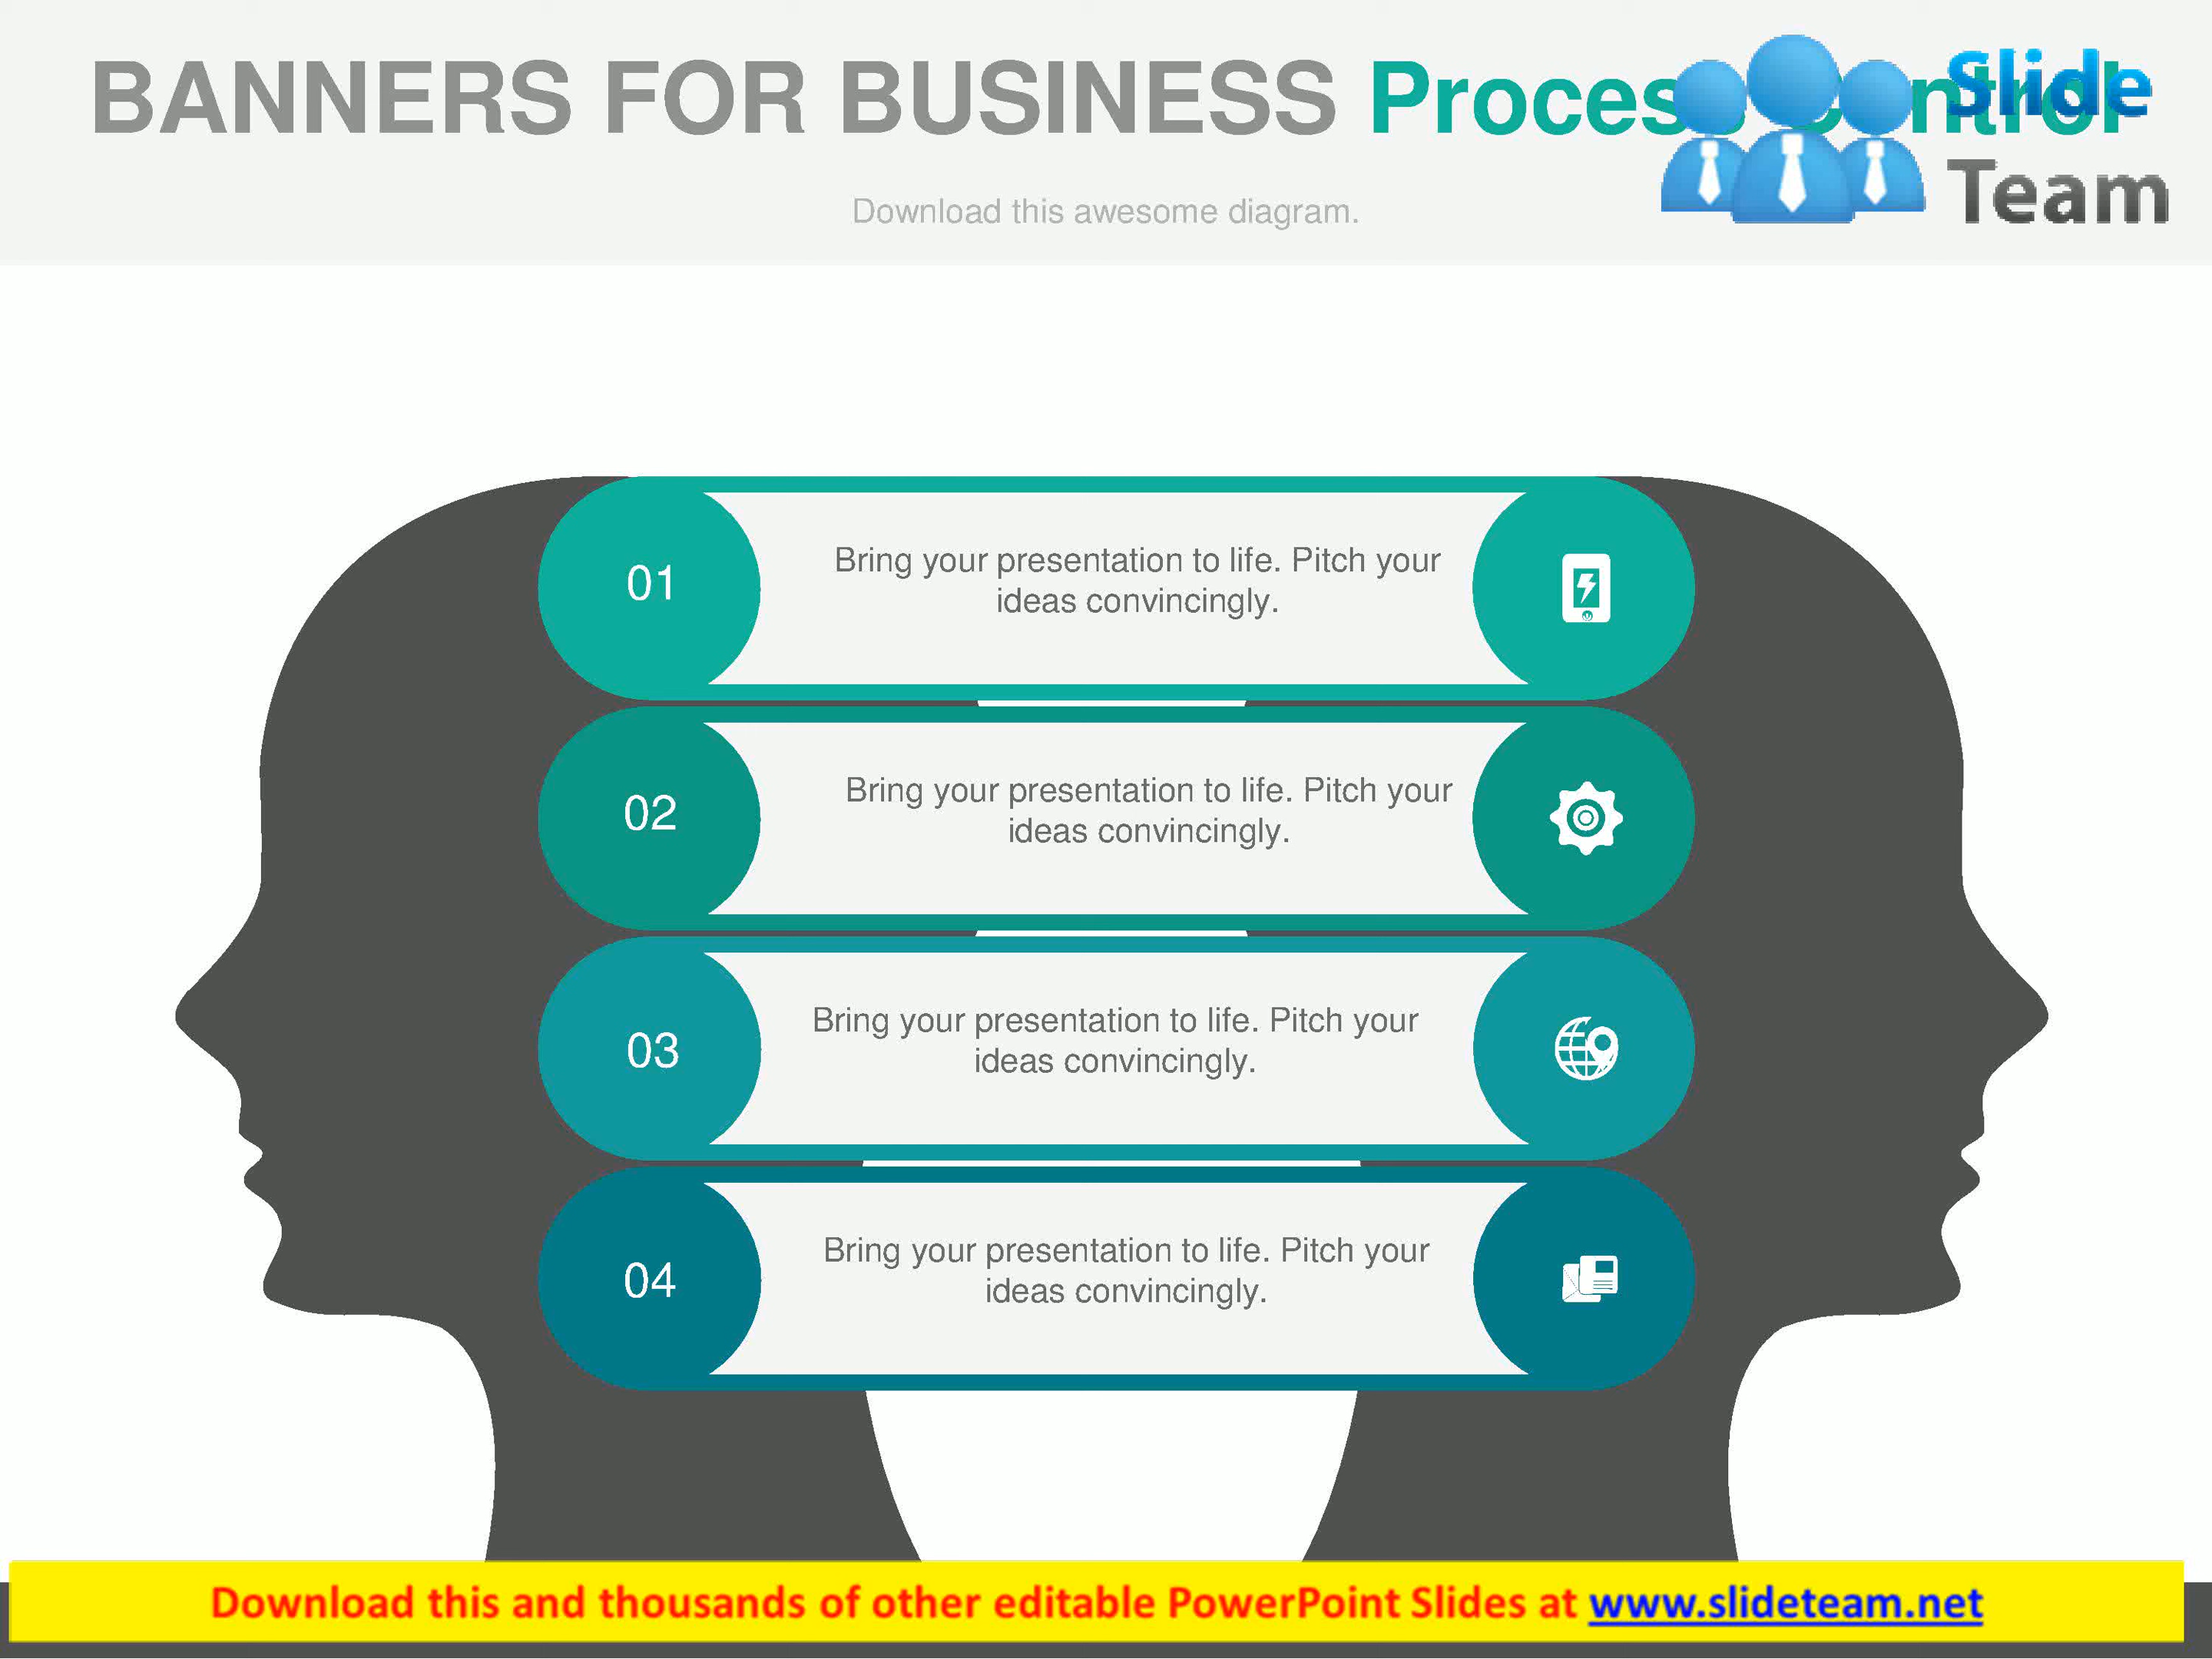 BANNERS FOR BUSINESS Process Control
Slide
Team
Download this awesome diagram.
01
Bring your presentation to life. Pitch your
ideas convincingly.
02
Bring your presentation to life. Pitch your
ideas convincingly.
03
Bring your presentation to life. Pitch your
ideas convincingly.
04
Bring your presentation to life. Pitch your
ideas convincingly.
Download this and thousands of other editable PowerPoint Slides at www.slideteam.net